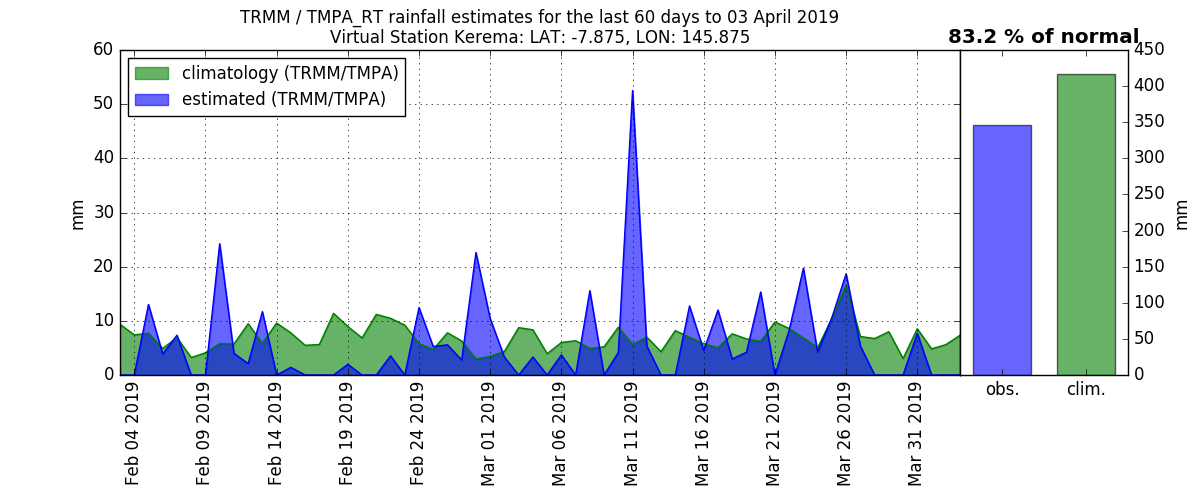 TRMM / TMPA_RT rainfall estimates for the last 60 days to 03 April 2019
Virtual Station Kerema: LAT: -7.875, LON: 145.875
83.2 % of normal
climatology (TRMM/TMPA)
estimated (TRMM/TMPA)
60
50
40
30
20
10
0
mm
Feb 04 2019
Feb 09 2019
Feb 14 2019
Feb 19 2019
Feb 24 2019
Mar 01 2019
Mar 06 2019
Mar 11 2019
Mar 16 2019
Mar 21 2019
Mar 26 2019
Mar 31 2019
450
400
350
300
250
200
150
100
50
0
mm
obs.
clim.